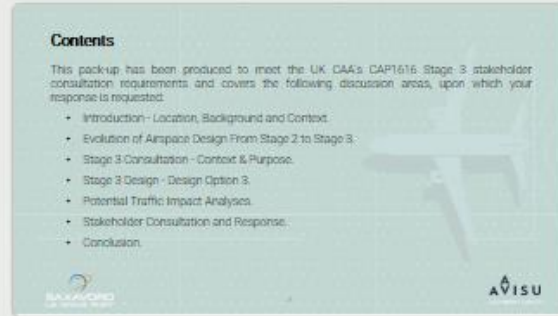 Contents
This pack-up has been produced to meet the UK CAA's CAP1616 Stage 3 stakeholder
consultation requirements and covers the following discussion areas, upon which your
response is requested:
• Introduction - Location, Background and Context.
• Evolution of Airspace Design From Stage 2 to Stage 3.
• Stage 3 Consultation - Context & Purpose.
• Stage 3 Design - Design Option 3.
• Potential Traffic Impact Analyses.
• Stakeholder Consultation and Response.
• Conclusion.
SAXAVORD
AVISU